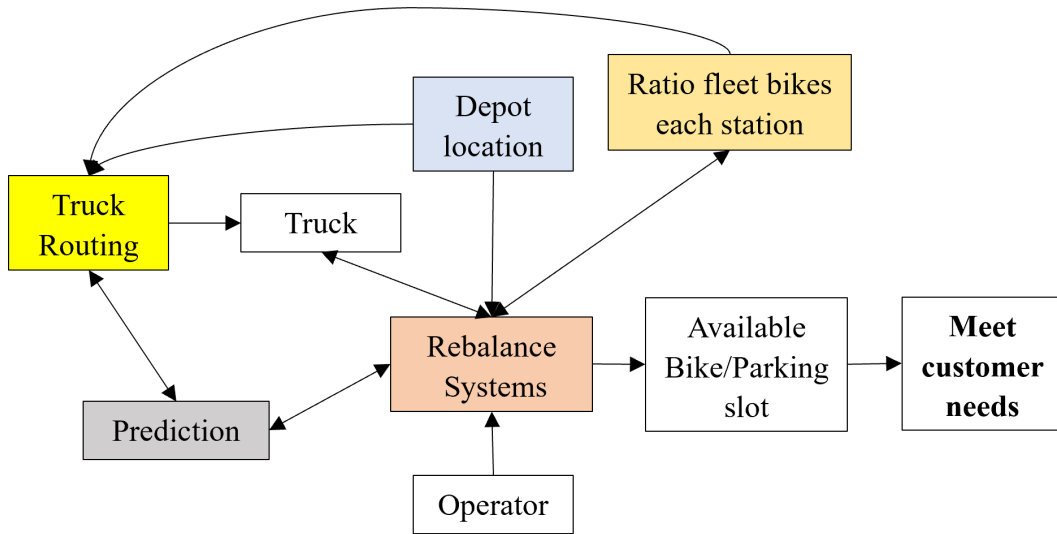 Ratio fleet bikes
each station
Depot
location
Truck
Routing
Truck
Rebalance
Systems
Available
Bike/Parking
slot
Meet
customer
needs
Prediction
Operator